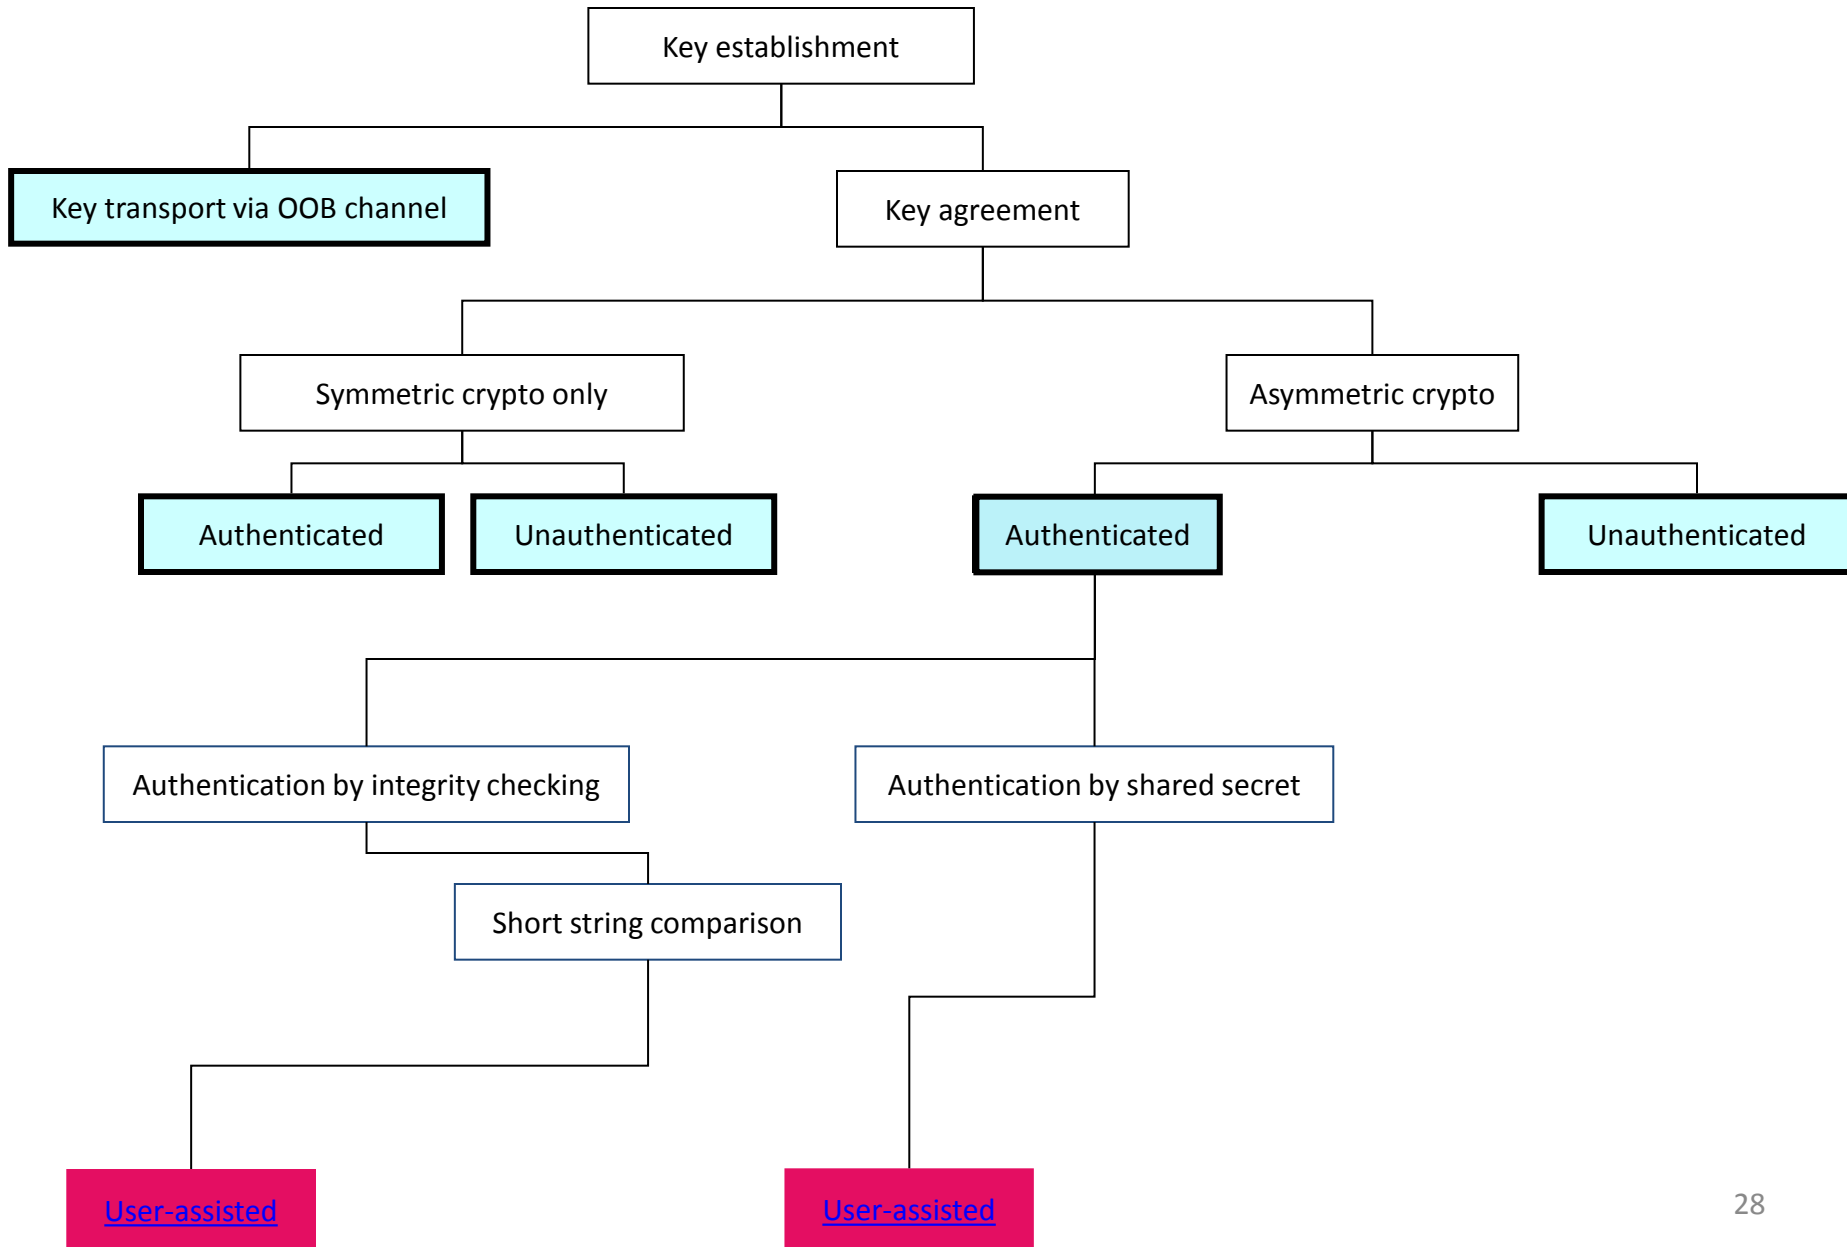 Key establishment
Key transport via OOB channel
Key agreement
Symmetric crypto only
Asymmetric crypto
Authenticated
Unauthenticated
Authenticated
Unauthenticated
Authentication by integrity checking
Authentication by shared secret
Short string comparison
User-assisted
User-assisted
28